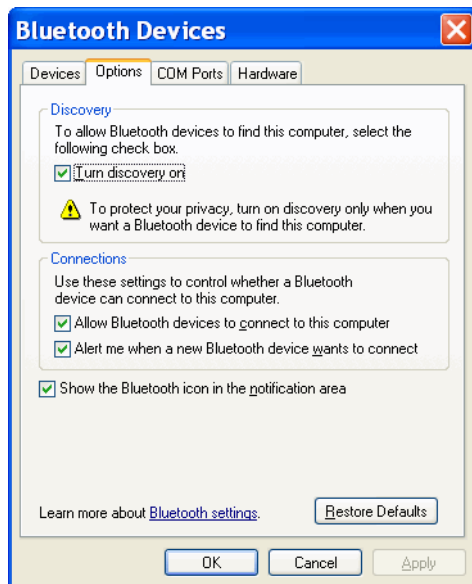 Bluetooth Devices
Devices Options COM Ports Hardware
Discovery
To allow Bluetooth devices to find this computer, select the
following check box.
Turn discovery on
To protect your privacy, turn on discovery only when you
want a Bluetooth device to find this computer.
Connections
Use these settings to control whether a Bluetooth
device can connect to this computer.
Allow Bluetooth devices to connect to this computer
Alert me when a new Bluetooth device wants to connect
Show the Bluetooth icon in the notification area
Learn more about Bluetooth settings. Restore Defaults
OK Cancel Apply